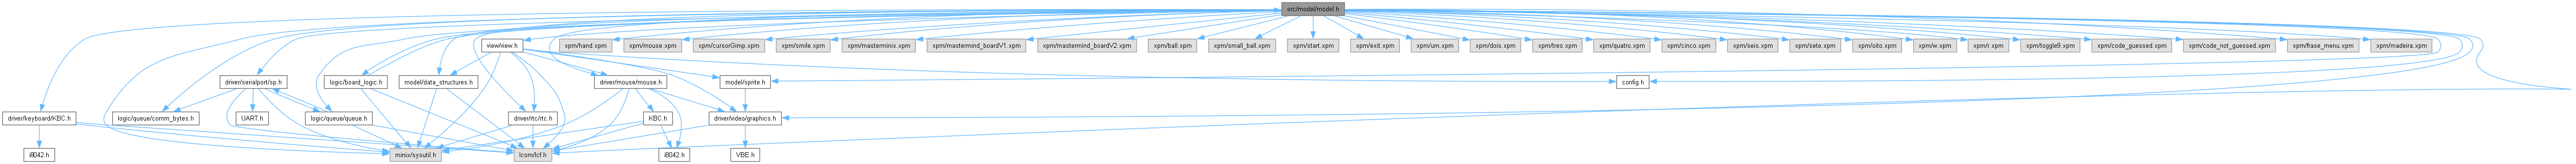 src/model/model.h
view/view.h
xpm/hand.xpm
xpm/mouse.xpm
xpm/cursorGimp.xpm
xpm/smile.xpm
xpm/masterminix.xpm
xpm/mastermind_boardV1.xpm
xpm/mastermind_boardV2.xpm
xpm/ball.xpm
xpm/small_ball.xpm
xpm/start.xpm
xpm/exit.xpm
xpm/um.xpm
xpm/dois.xpm
xpm/tres.xpm
xpm/quatro.xpm
xpm/cinco.xpm
xpm/seis.xpm
xpm/sete.xpm
xpm/oito.xpm
xpm/w.xpm
xpm/r.xpm
xpm/toggle9.xpm
xpm/code_guessed.xpm
xpm/code_not_guessed.xpm
xpm/frase_menu.xpm
xpm/madeira.xpm
driver/serialport/sp.h
logic/board_logic.h
model/data_structures.h
driver/mouse/mouse.h
model/sprite.h
config.h
driver/keyboard/KBC.h
logic/queue/comm_bytes.h
UART.h
logic/queue/queue.h
driver/rtc/rtc.h
KBC.h
driver/video/graphics.h
i8042.h
minix/sysutil.h
lcom/lcf.h
i8042.h
VBE.h